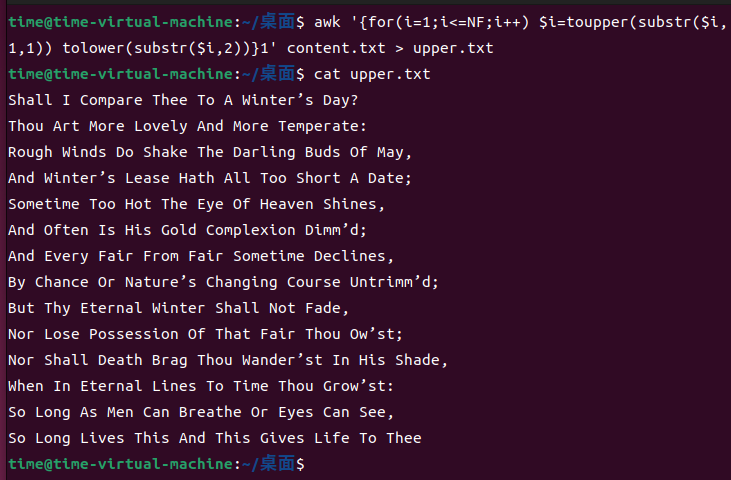 time@time-virtual-machine:~/桌面$ awk '{for(i=1;i<=NF;i++) $i=toupper(substr($i,
1,1)) tolower(substr($i,2))}1' content.txt > upper.txt
time@time-virtual-machine:~/桌面$ cat upper.txt
Shall I Compare Thee To A Winter’s Day?
Thou Art More Lovely And More Temperate:
Rough Winds Do Shake The Darling Buds Of May,
And Winter’s Lease Hath All Too Short A Date;
Sometime Too Hot The Eye Of Heaven Shines,
And Often Is His Gold Complexion Dimm’d;
And Every Fair From Fair Sometime Declines,
By Chance Or Nature’s Changing Course Untrimm’d;
But Thy Eternal Winter Shall Not Fade,
Nor Lose Possession Of That Fair Thou Ow’st;
Nor Shall Death Brag Thou Wander’st In His Shade,
When In Eternal Lines To Time Thou Grow’st:
So Long As Men Can Breathe Or Eyes Can See,
So Long Lives This And This Gives Life To Thee
time@time-virtual-machine:~/桌面$